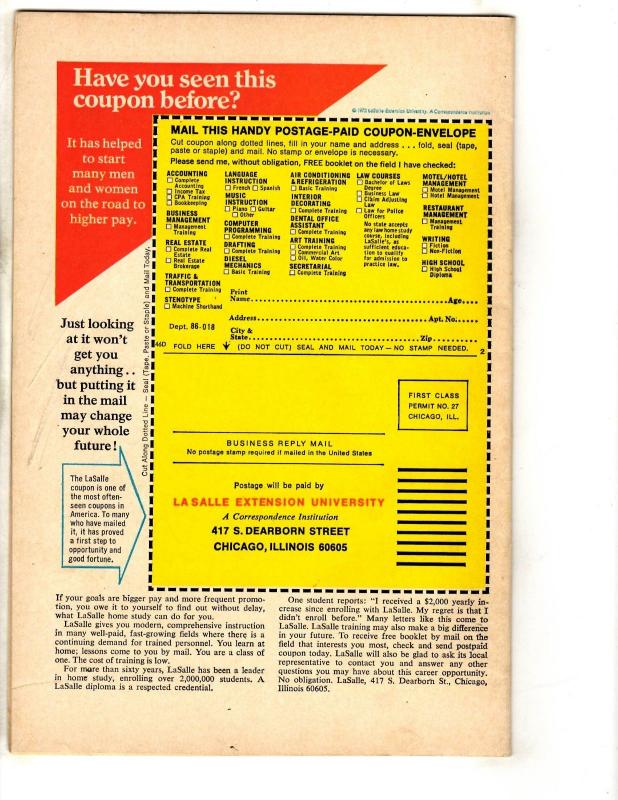 Have you seen this
coupon before?
© 1973 LaSalle Extension University. A Correspondence Institution
It has helped
to start
many men
and women
on the road to
higher pay.
Just looking
at it won't
get you
anything..
but putting it
in the mail
may change
your whole
future!
The LaSalle
coupon is one of
the most often-
seen coupons in
America. To many
who have mailed
it, it has proved
a first step to
opportunity and
good fortune.
Cut Along Dotted Line — Seal (Tape, Paste or Staple) and Mail Today.
MAIL THIS HANDY POSTAGE-PAID COUPON-ENVELOPE
Cut coupon along dotted lines, fill in your name and address . . . fold, seal (tape,
paste or staple) and mail. No stamp or envelope is necessary.
Please send me, without obligation, FREE booklet on the field I have checked:
ACCOUNTING
Complete
Accounting
Income Tax
CPA Training
Bookkeeping
BUSINESS
MANAGEMENT
Management
Training
REAL ESTATE
Complete Real
Estate
Real Estate
Brokerage
TRAFFIC &
TRANSPORTATION
Complete Training
STENOTYPE
Machine Shorthand
LANGUAGE
INSTRUCTION
French Spanish
MUSIC
INSTRUCTION
Piano Guitar
Other
COMPUTER
PROGRAMMING
Complete Training
DRAFTING
Complete Training
DIESEL
MECHANICS
Basic Training
AIR CONDITIONING
& REFRIGERATION
Basic Training
INTERIOR
DECORATING
Complete Training
DENTAL OFFICE
ASSISTANT
Complete Training
ART TRAINING
Complete Training
Commercial Art
Oil, Water Color
SECRETARIAL
Complete Training
LAW COURSES
Bachelor of Laws
Degree
Business Law
Claim Adjusting
Law
Law for Police
Officers
No state accepts
any law home study
course, including
LaSalle's, as
sufficient educa-
tion to qualify
for admission to
practice law.
MOTEL/HOTEL
MANAGEMENT
Motel Management
Hotel Management
RESTAURANT
MANAGEMENT
Management
Training
WRITING
Fiction
Non-Fiction
HIGH SCHOOL
High School
Diploma
Print
Name................Age....
Address................Apt. No......
Dept. 86-018
City &
State................Zip..............
46D FOLD HERE (DO NOT CUT) SEAL AND MAIL TODAY — NO STAMP NEEDED. 2
FIRST CLASS
PERMIT NO. 27
CHICAGO, ILL.
BUSINESS REPLY MAIL
No postage stamp required if mailed in the United States
Postage will be paid by
LA SALLE EXTENSION UNIVERSITY
A Correspondence Institution
417 S. DEARBORN STREET
CHICAGO, ILLINOIS 60605
If your goals are bigger pay and more frequent promo-
tion, you owe it to yourself to find out without delay,
what LaSalle home study can do for you.
LaSalle gives you modern, comprehensive instruction
in many well-paid, fast-growing fields where there is a
continuing demand for trained personnel. You learn at
home; lessons come to you by mail. You are a class of
one. The cost of training is low.
For more than sixty years, LaSalle has been a leader
in home study, enrolling over 2,000,000 students. A
LaSalle diploma is a respected credential.
One student reports: "I received a $2,000 yearly in-
crease since enrolling with LaSalle. My regret is that I
didn't enroll before." Many letters like this come to
LaSalle. LaSalle training may also make a big difference
in your future. To receive free booklet by mail on the
field that interests you most, check and send postpaid
coupon today. LaSalle will also be glad to ask its local
representative to contact you and answer any other
questions you may have about this career opportunity.
No obligation. LaSalle, 417 S. Dearborn St., Chicago,
Illinois 60605.